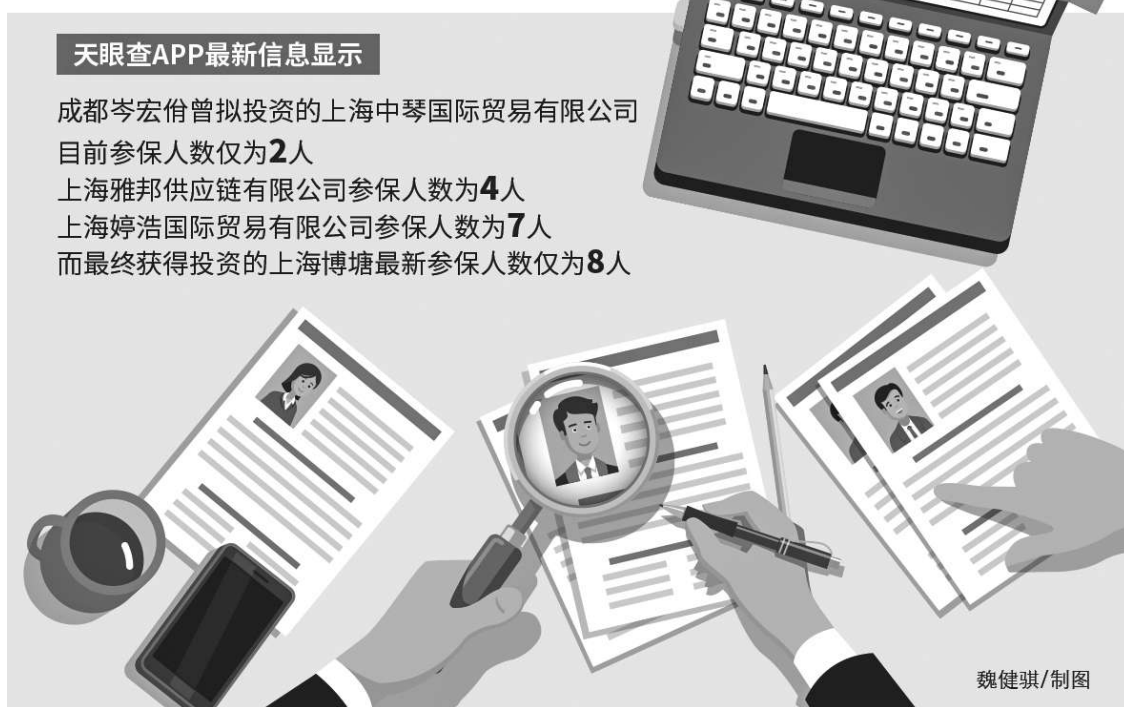 天眼查APP最新信息显示
成都岑宏佾曾拟投资的上海中琴国际贸易有限公司
目前参保人数仅为2人
上海雅邦供应链有限公司参保人数为4人
上海婷浩国际贸易有限公司参保人数为7人
而最终获得投资的上海博塘最新参保人数仅为8人
魏健骐/制图